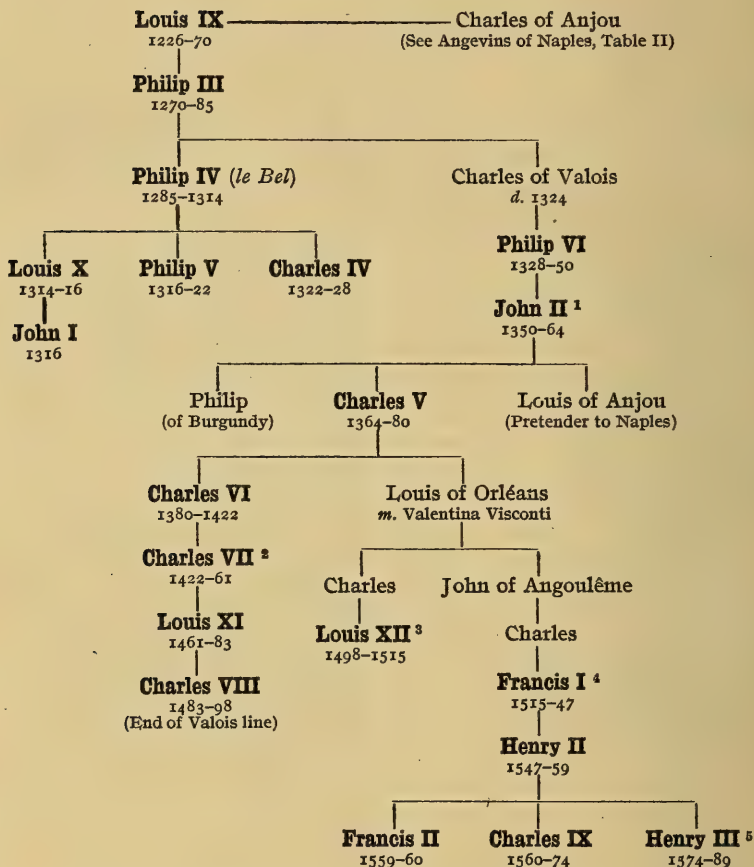 Louis IX Charles of Anjou
1226–70 (See Angevins of Naples, Table II)
Philip III
1270–85
Philip IV (le Bel) Charles of Valois
1285–1314 d. 1324
Philip VI
1328–50
Louis X Philip V Charles IV
1314–16 1316–22 1322–28
John II ¹
1350–64
John I
1316
Philip Charles V Louis of Anjou
(of Burgundy) 1364–80 (Pretender to Naples)
Charles VI Louis of Orléans
1380–1422 m. Valentina Visconti
Charles VII ²
1422–61
Charles John of Angoulême
Louis XI Louis XII ³ Charles
1461–83 1498–1515
Charles VIII Francis I ⁴
1483–98 1515–47
(End of Valois line)
Henry II
1547–59
Francis II Charles IX Henry III ⁵
1559–60 1560–74 1574–89